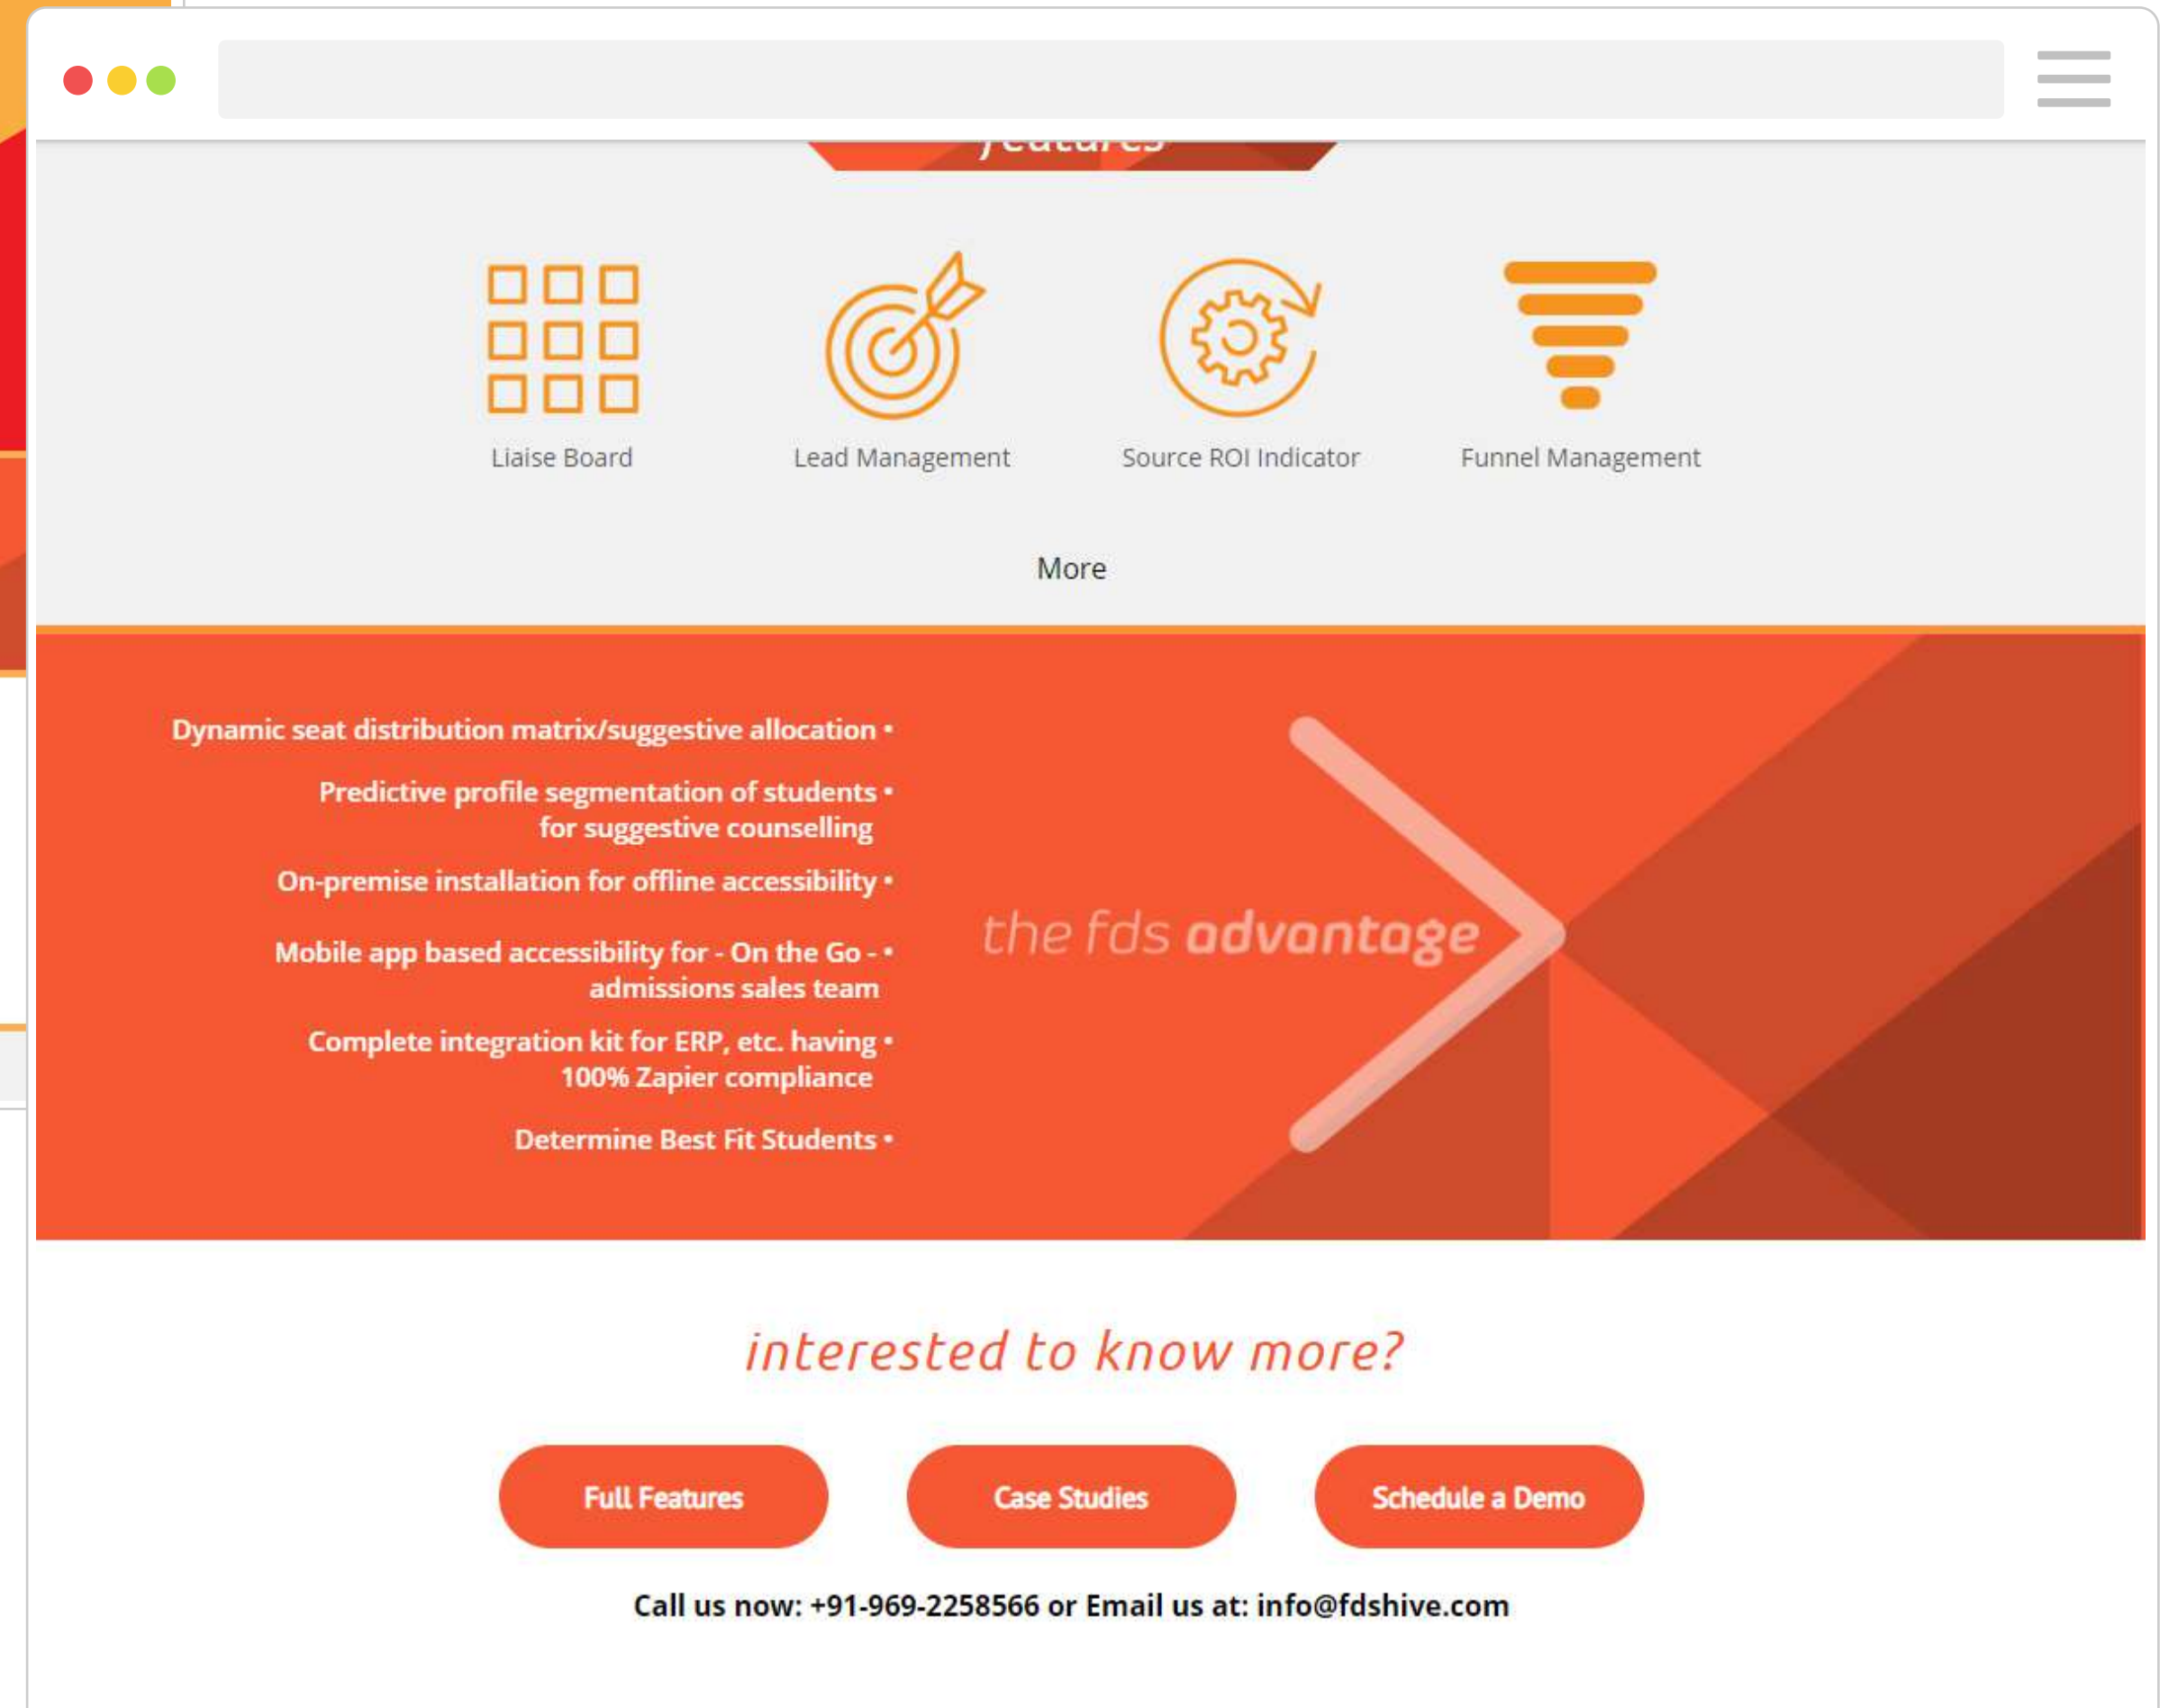 features
Liaise Board
Lead Management
Source ROI Indicator
Funnel Management
More
Dynamic seat distribution matrix/suggestive allocation •
Predictive profile segmentation of students •
for suggestive counselling
On-premise installation for offline accessibility •
Mobile app based accessibility for - On the Go - •
admissions sales team
Complete integration kit for ERP, etc. having •
100% Zapier compliance
Determine Best Fit Students •
the fds advantage
interested to know more?
Full Features
Case Studies
Schedule a Demo
Call us now: +91-969-2258566 or Email us at: info@fdshive.com